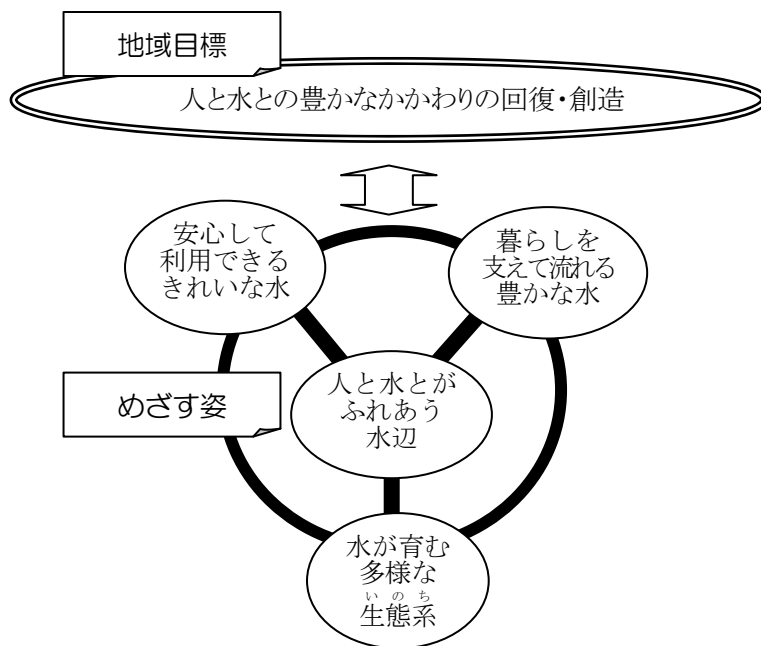 地域目標
人と水との豊かなかかわりの回復・創造
安心して
利用できる
きれいな水
暮らしを
支えて流れる
豊かな水
めざす姿
人と水とが
ふれあう
水辺
水が育む
多様な
いのち
生態系